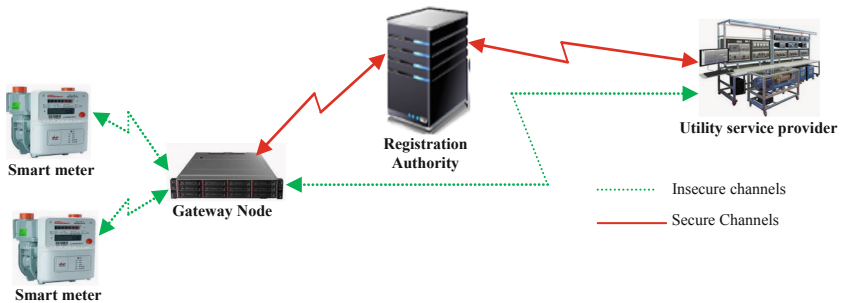 Registration
Authority
Utility service provider
Smart meter
Gateway Node
Insecure channels
Secure Channels
Smart meter